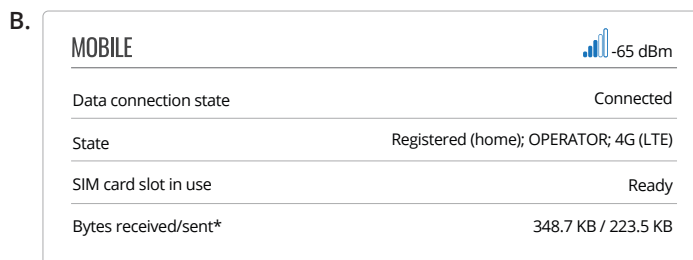 B.
MOBILE -65 dBm
Data connection state Connected
State Registered (home); OPERATOR; 4G (LTE)
SIM card slot in use Ready
Bytes received/sent* 348.7 KB / 223.5 KB